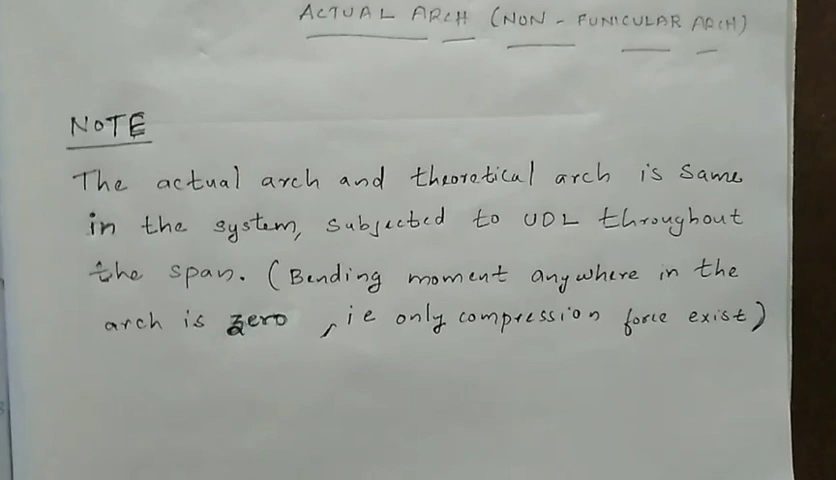 ACTUAL ARCH (NON - FUNICULAR ARCH)
NOTE
The actual arch and theoretical arch is same
in the system, subjected to UDL throughout
the span. (Bending moment anywhere in the
arch is zero, ie only compression force exist)